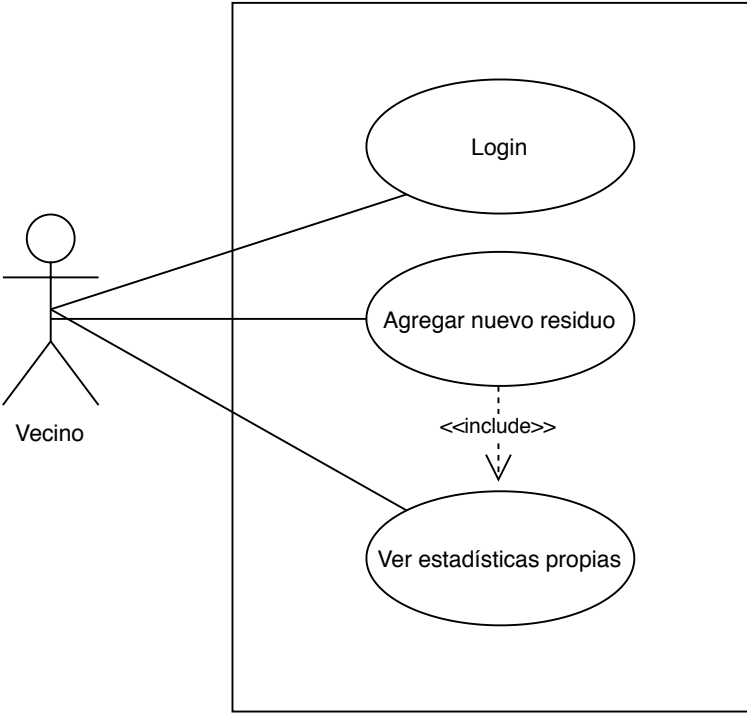 Login
Agregar nuevo residuo
Vecino
<<include>>
Ver estadísticas propias